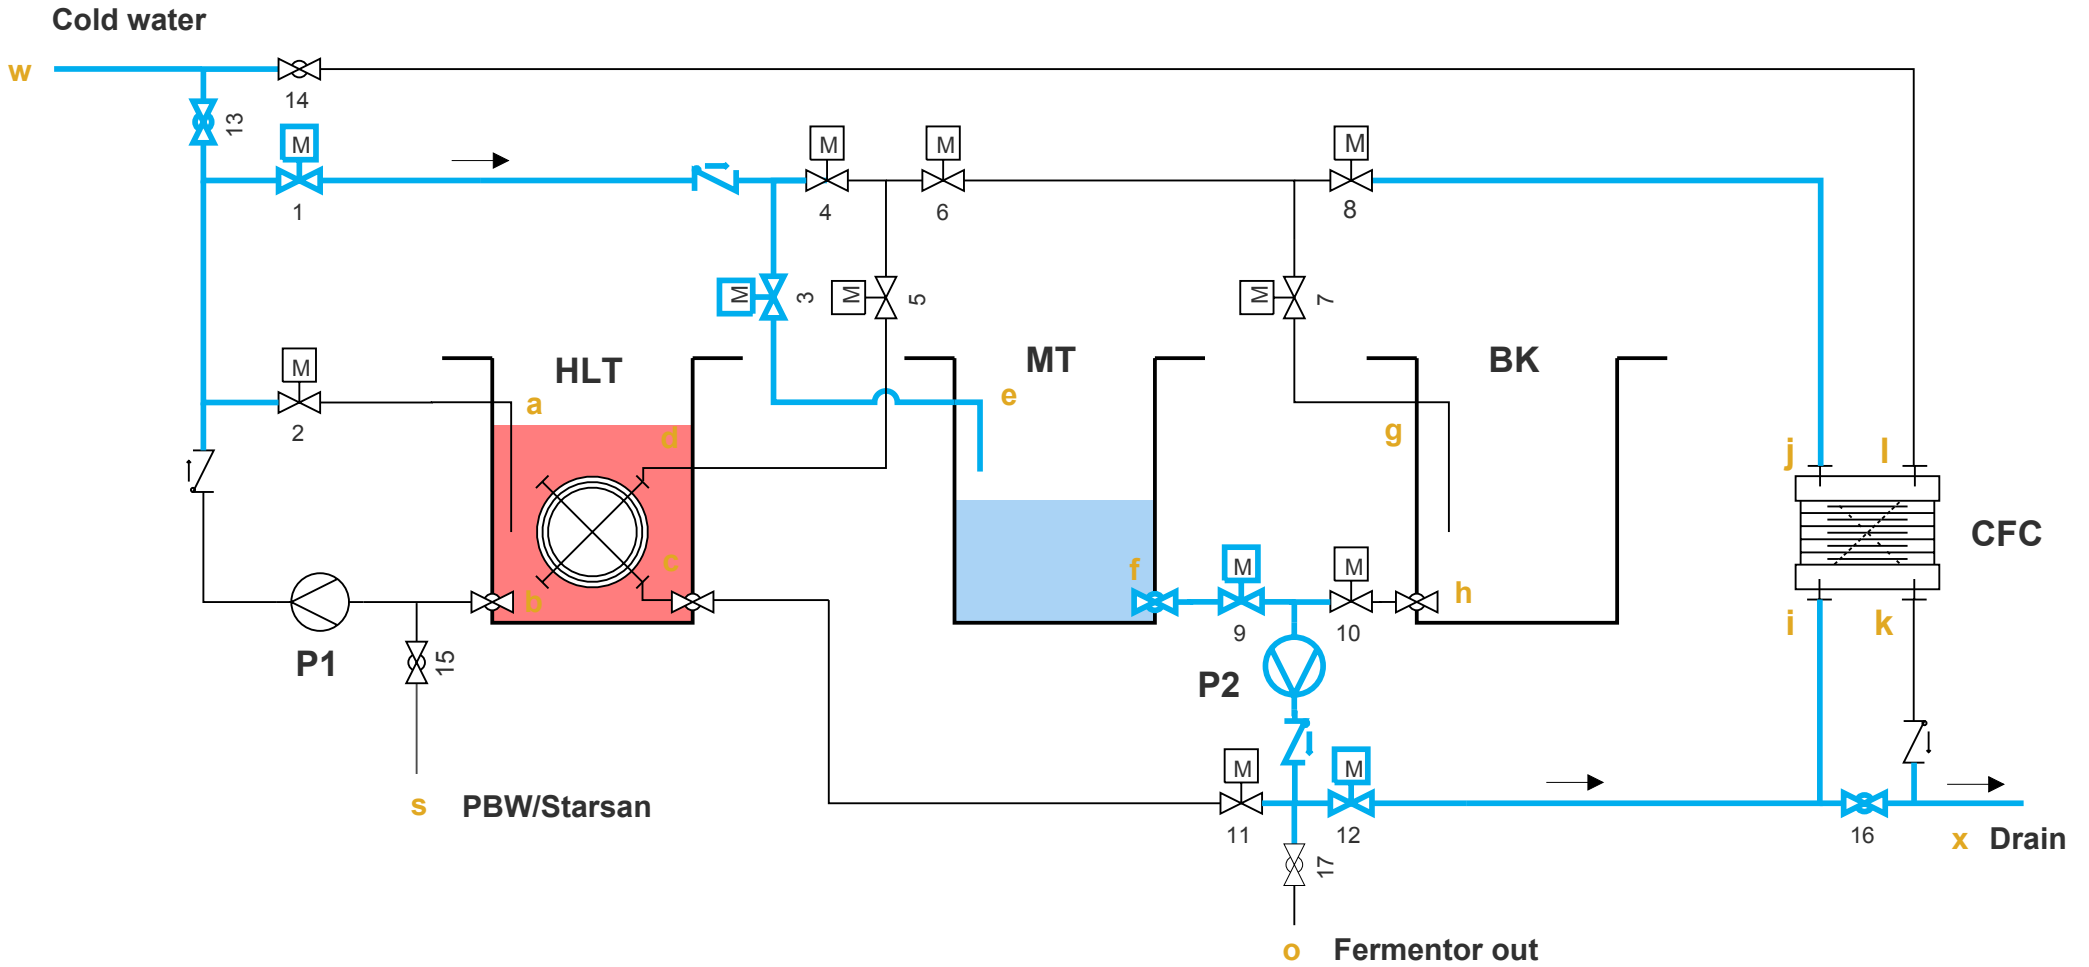 Cold water
w
14
13
M
1
M
4
M
6
M
8
M
3
M
5
M
7
M
2
HLT
MT
BK
a
d
e
g
j
l
c
b
f
M
9
M
10
h
i
k
CFC
P1
15
P2
M
11
M
12
16
s
PBW/Starsan
17
x
Drain
o
Fermentor out